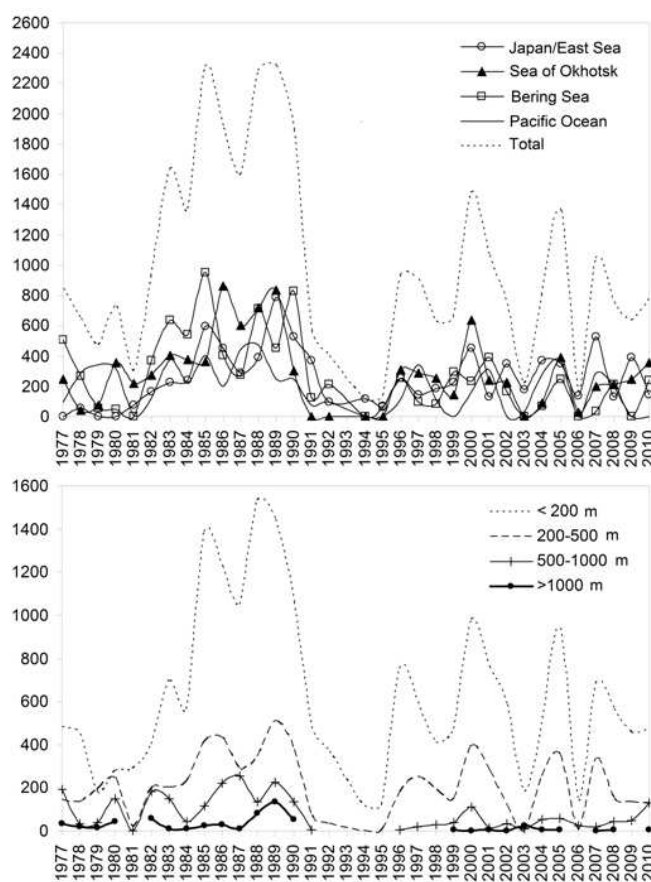 2600
2400
2200
2000
1800
1600
1400
1200
1000
800
600
400
200
0
Japan/East Sea
Sea of Okhotsk
Bering Sea
Pacific Ocean
Total
1977 1978 1979 1980 1981 1982 1983 1984 1985 1986 1987 1988 1989 1990 1991 1992 1993 1994 1995 1996 1997 1998 1999 2000 2001 2002 2003 2004 2005 2006 2007 2008 2009 2010
1600
1400
1200
1000
800
600
400
200
0
< 200 m
200-500 m
500-1000 m
>1000 m
1977 1978 1979 1980 1981 1982 1983 1984 1985 1986 1987 1988 1989 1990 1991 1992 1993 1994 1995 1996 1997 1998 1999 2000 2001 2002 2003 2004 2005 2006 2007 2008 2009 2010